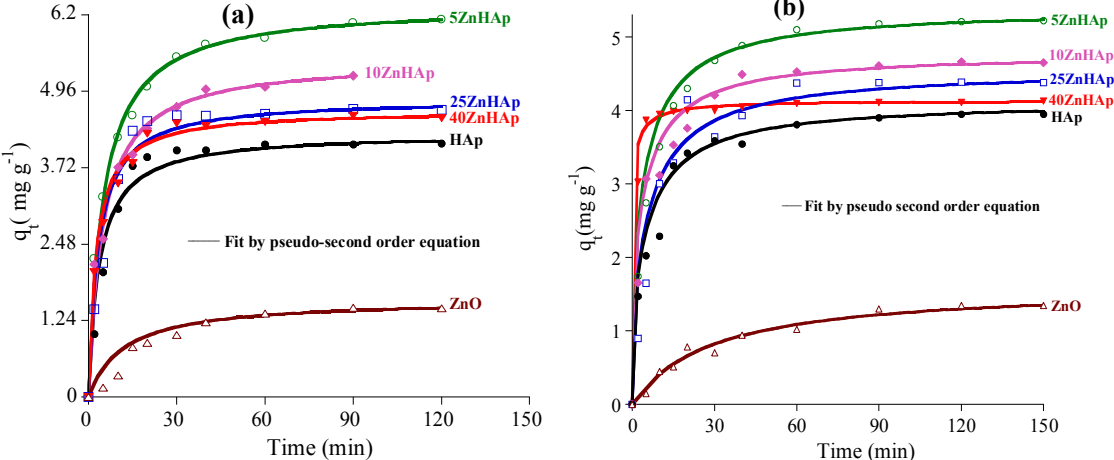 (a)
6.2
4.96
3.72
2.48
1.24
0
qt( mg g-1)
5ZnHAp
10ZnHAp
25ZnHAp
40ZnHAp
HAp
Fit by pseudo-second order equation
ZnO
0 30 60 90 120 150
Time (min)
(b)
5
4
3
2
1
0
qt(mg g-1)
5ZnHAp
10ZnHAp
25ZnHAp
40ZnHAp
HAp
Fit by pseudo second order equation
ZnO
0 30 60 90 120 150
Time (min)